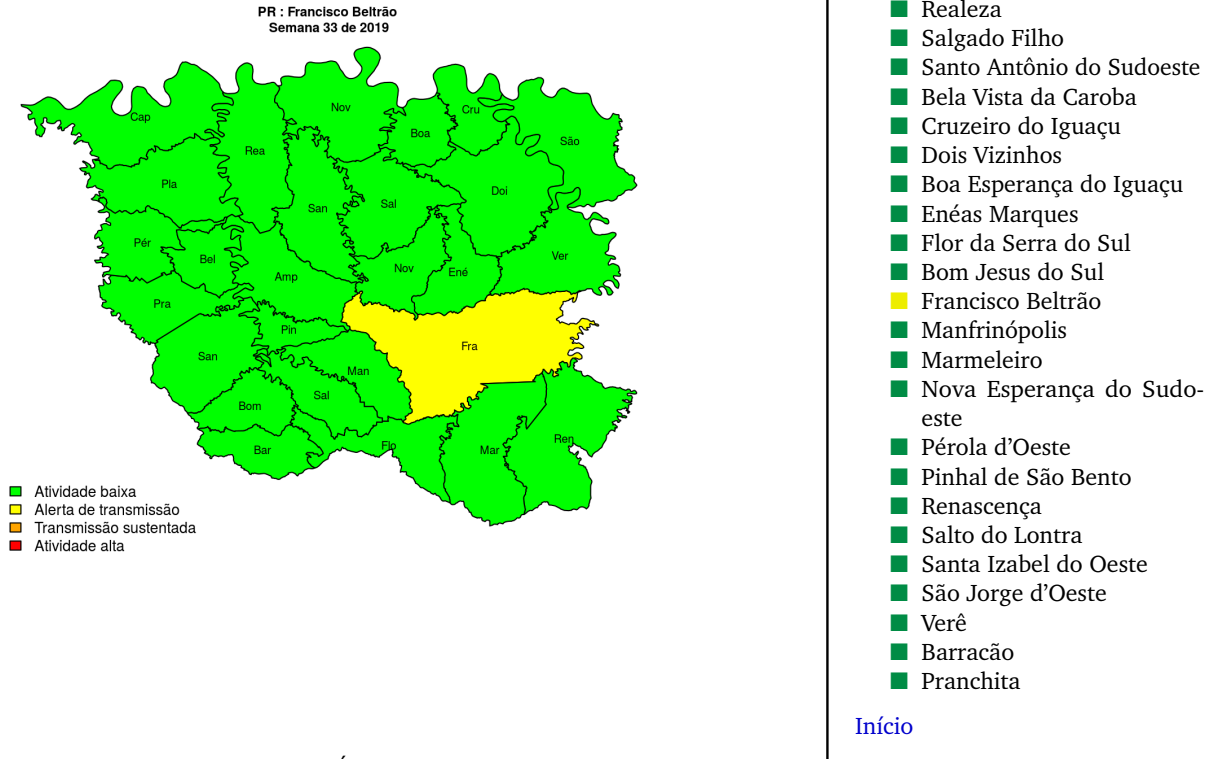 PR : Francisco Beltrão
Semana 33 de 2019
Cap
Nov
Cru
Boa
São
Rea
Pla
Doi
San
Sal
Pér
Bel
Ver
Nov
Ené
Amp
Pra
Pin
Fra
San
Man
Sal
Bom
Flo
Ren
Bar
Mar
Atividade baixa
Alerta de transmissão
Transmissão sustentada
Atividade alta
Realeza
Salgado Filho
Santo Antônio do Sudoeste
Bela Vista da Caroba
Cruzeiro do Iguaçu
Dois Vizinhos
Boa Esperança do Iguaçu
Enéas Marques
Flor da Serra do Sul
Bom Jesus do Sul
Francisco Beltrão
Manfrinópolis
Marmeleiro
Nova Esperança do Sudo-
este
Pérola d'Oeste
Pinhal de São Bento
Renascença
Salto do Lontra
Santa Izabel do Oeste
São Jorge d'Oeste
Verê
Barracão
Pranchita
Início